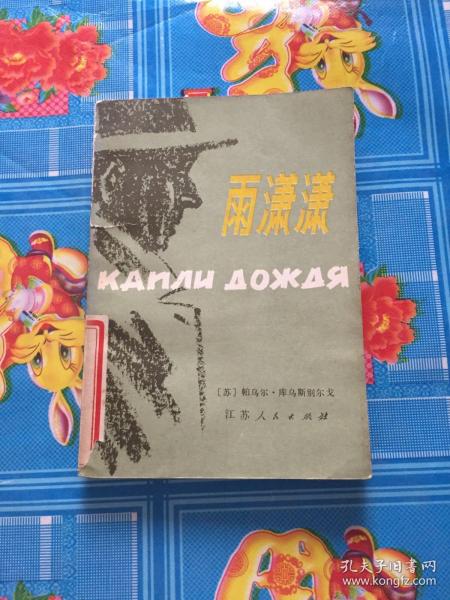 雨潇潇
КАПЛИ ДОЖДЯ
〔苏〕帕乌尔·库乌斯别尔戈
江苏人民出版社
孔夫子旧书网
www.kongfz.com